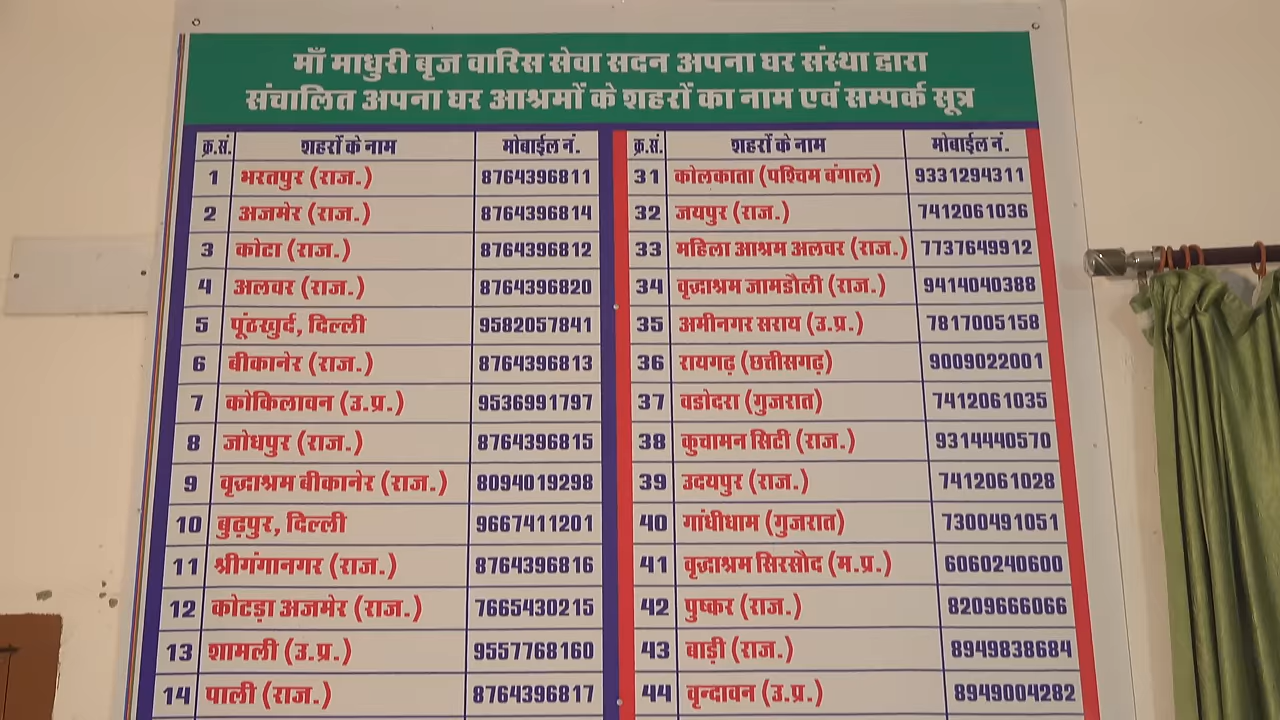 माँ माधुरी बृज वारिस सेवा सदन अपना घर संस्था द्वारा
संचालित अपना घर आश्रमों के शहरों का नाम एवं सम्पर्क सूत्र
क्र.सं. शहरों के नाम मोबाईल नं.
1 भरतपुर (राज.) 8764396811
2 अजमेर (राज.) 8764396814
3 कोटा (राज.) 8764396812
4 अलवर (राज.) 8764396820
5 पूंठखुर्द, दिल्ली 9582057841
6 बीकानेर (राज.) 8764396813
7 कोकिलावन (उ.प्र.) 9536991797
8 जोधपुर (राज.) 8764396815
9 वृद्धाश्रम बीकानेर (राज.) 8094019298
10 बुढ़पुर, दिल्ली 9667411201
11 श्रीगंगानगर (राज.) 8764396816
12 कोटड़ा अजमेर (राज.) 7665430215
13 शामली (उ.प्र.) 9557768160
14 पाली (राज.) 8764396817
क्र.सं. शहरों के नाम मोबाईल नं.
31 कोलकाता (पश्चिम बंगाल) 9331294311
32 जयपुर (राज.) 7412061036
33 महिला आश्रम अलवर (राज.) 7737649912
34 वृद्धाश्रम जामडौली (राज.) 9414040388
35 अमीनगर सराय (उ.प्र.) 7817005158
36 रायगढ़ (छत्तीसगढ़) 9009022001
37 वडोदरा (गुजरात) 7412061035
38 कुचामन सिटी (राज.) 9314440570
39 उदयपुर (राज.) 7412061028
40 गांधीधाम (गुजरात) 7300491051
41 वृद्धाश्रम सिरसौद (म.प्र.) 6060240600
42 पुष्कर (राज.) 8209666066
43 बाड़ी (राज.) 8949838684
44 वृन्दावन (उ.प्र.) 8949004282